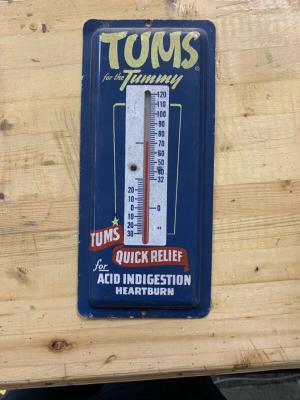 TUMS®
for the Tummy
120
110
100
90
80
70
60
50
40
32
20
10
0 0
10
20
30
TUMS
QUICK RELIEF
for
ACID INDIGESTION
HEARTBURN